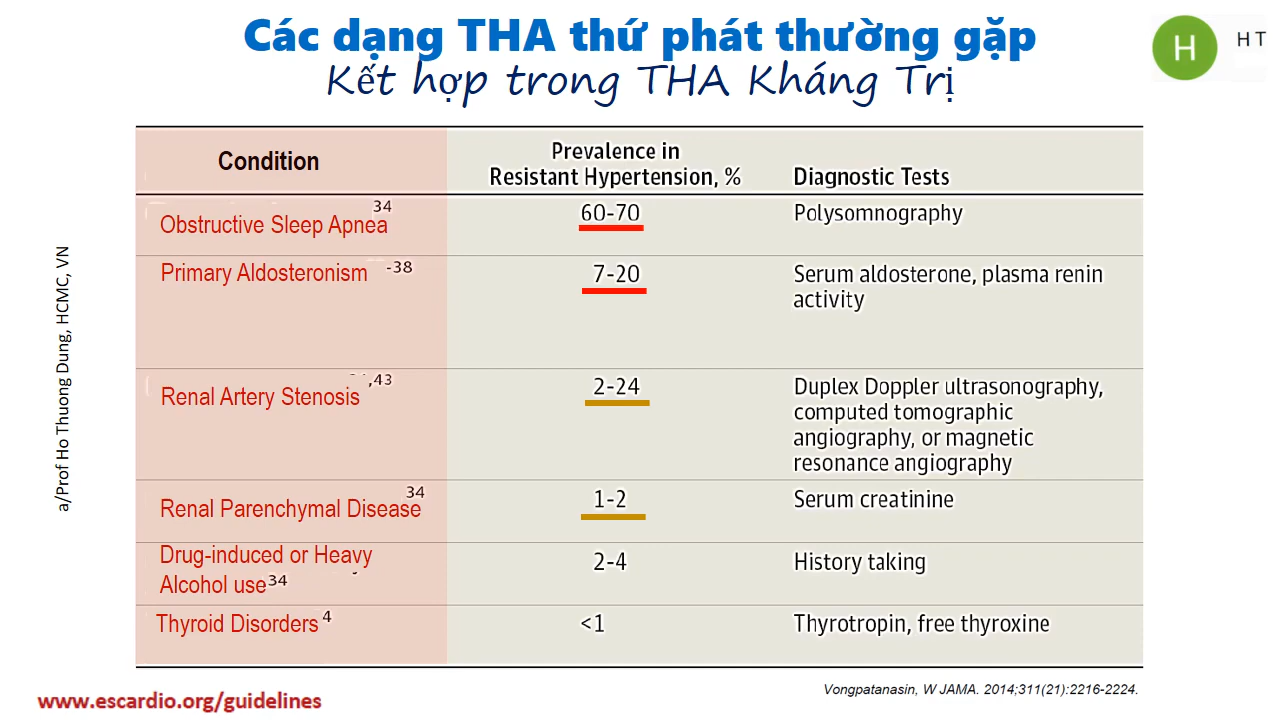 Các dạng THA thứ phát thường gặp
Kết hợp trong THA Kháng Trị
H
H T
Condition
Prevalence in
Resistant Hypertension, %
Diagnostic Tests
Obstructive Sleep Apnea 34
60-70
Polysomnography
Primary Aldosteronism -38
7-20
Serum aldosterone, plasma renin
activity
Renal Artery Stenosis ,43
2-24
Duplex Doppler ultrasonography,
computed tomographic
angiography, or magnetic
resonance angiography
Renal Parenchymal Disease 34
1-2
Serum creatinine
Drug-induced or Heavy
Alcohol use 34
2-4
History taking
Thyroid Disorders 4
<1
Thyrotropin, free thyroxine
a/Prof Ho Thuong Dung, HCMC, VN
www.escardio.org/guidelines
Vongpatanasin, W JAMA. 2014;311(21):2216-2224.